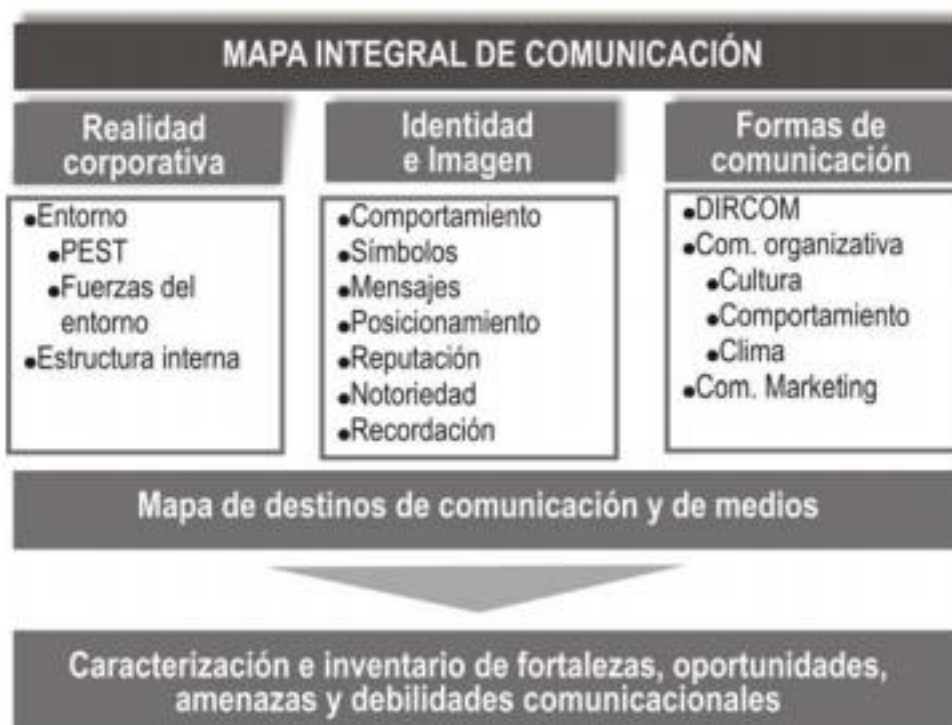 MAPA INTEGRAL DE COMUNICACIÓN
Realidad
corporativa
●Entorno
●PEST
●Fuerzas del
entorno
●Estructura interna
Identidad
e Imagen
●Comportamiento
●Símbolos
●Mensajes
●Posicionamiento
●Reputación
●Notoriedad
●Recordación
Formas de
comunicación
●DIRCOM
●Com. organizativa
●Cultura
●Comportamiento
●Clima
●Com. Marketing
Mapa de destinos de comunicación y de medios
Caracterización e inventario de fortalezas, oportunidades,
amenazas y debilidades comunicacionales